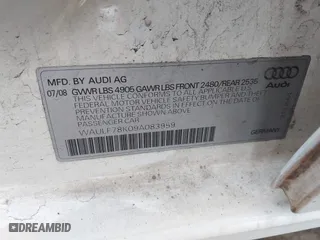 MFD. BY AUDI AG
07/08 GVWR LBS 4905 GAWR LBS FRONT 2480/REAR 2535
THIS VEHICLE CONFORMS TO ALL APPLICABLE U.S.
FEDERAL MOTOR VEHICLE SAFETY BUMPER AND THEFT
PREVENTION STANDARDS IN EFFECT ON THE DATE OF
MANUFACTURE SHOWN ABOVE
PASSENGER CAR
WAULF78K09A083959
Audi
GERMANY
DREAMBID